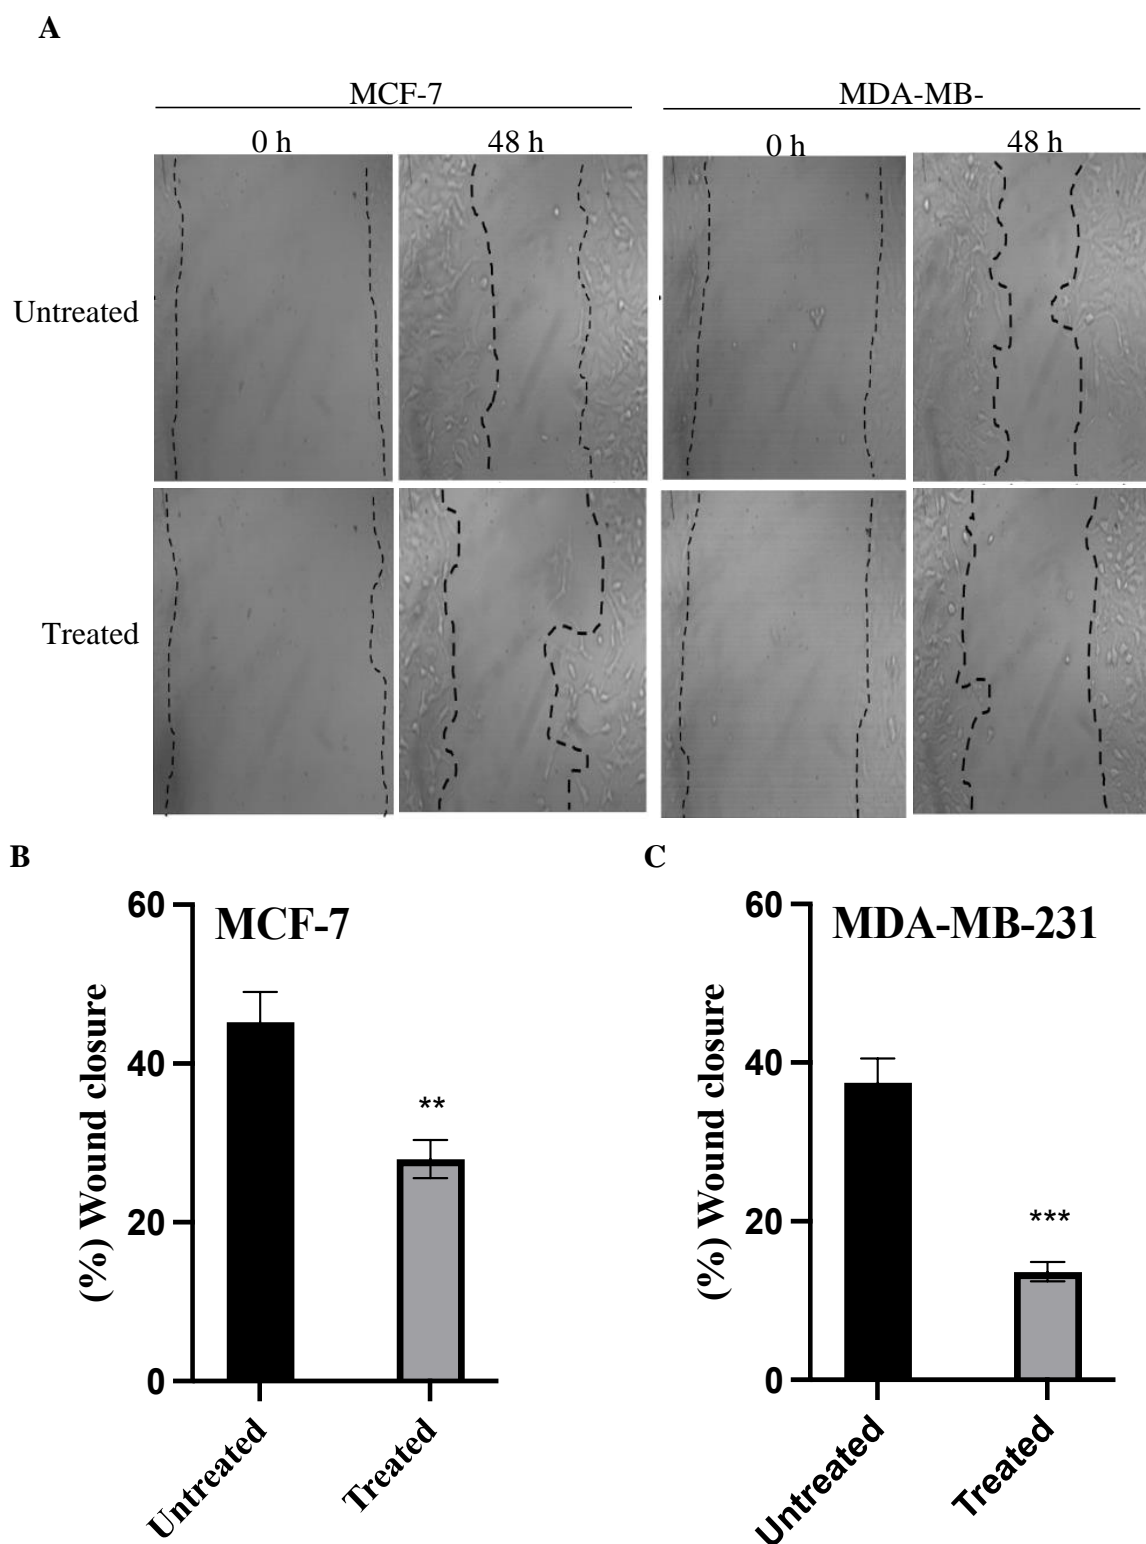 A
MCF-7
MDA-MB-
0 h
48 h
0 h
48 h
Untreated
Treated
B
C
MCF-7
(%) Wound closure
60
40
20
0
**
Untreated
Treated
MDA-MB-231
(%) Wound closure
60
40
20
0
***
Untreated
Treated